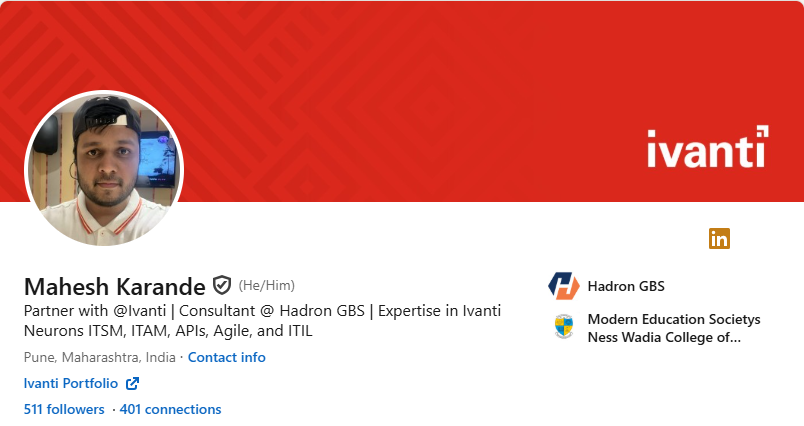 ivanti
in
Mahesh Karande (He/Him)
Partner with @Ivanti | Consultant @ Hadron GBS | Expertise in Ivanti
Neurons ITSM, ITAM, APIs, Agile, and ITIL
Pune, Maharashtra, India · Contact info
Ivanti Portfolio
511 followers · 401 connections
Hadron GBS
Modern Education Societys
Ness Wadia College of...